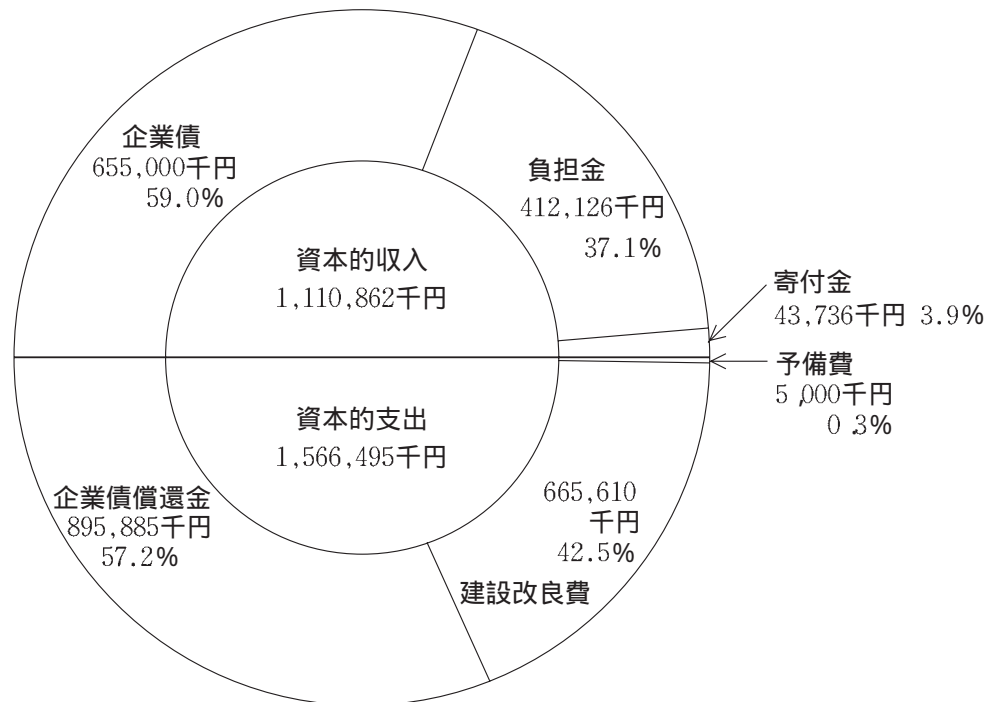 企業債
655,000千円
59.0%
負担金
412,126千円
37.1%
資本的収入
1,110,862千円
寄付金
43,736千円 3.9%
予備費
5,000千円
0.3%
資本的支出
1,566,495千円
企業債償還金
895,885千円
57.2%
665,610
千円
42.5%
建設改良費